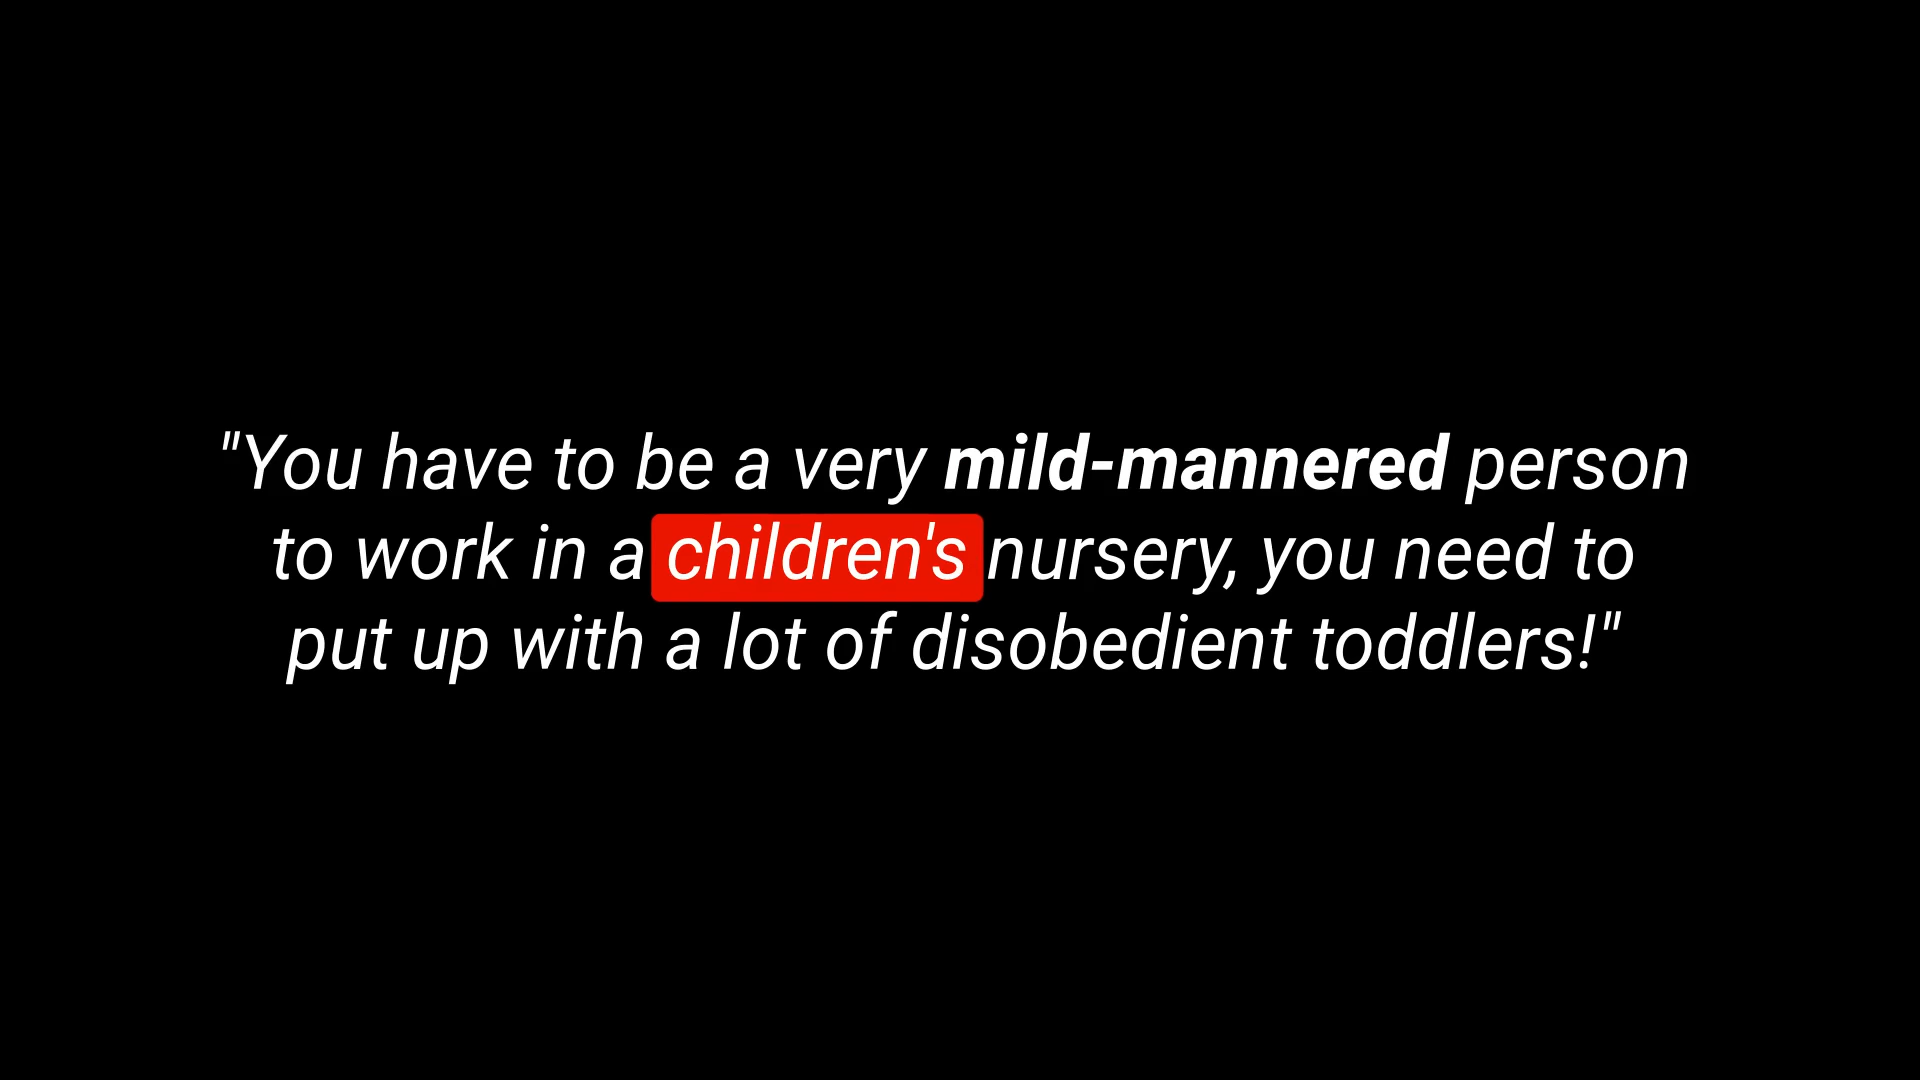 "You have to be a very mild-mannered person
to work in a children's nursery, you need to
put up with a lot of disobedient toddlers!"